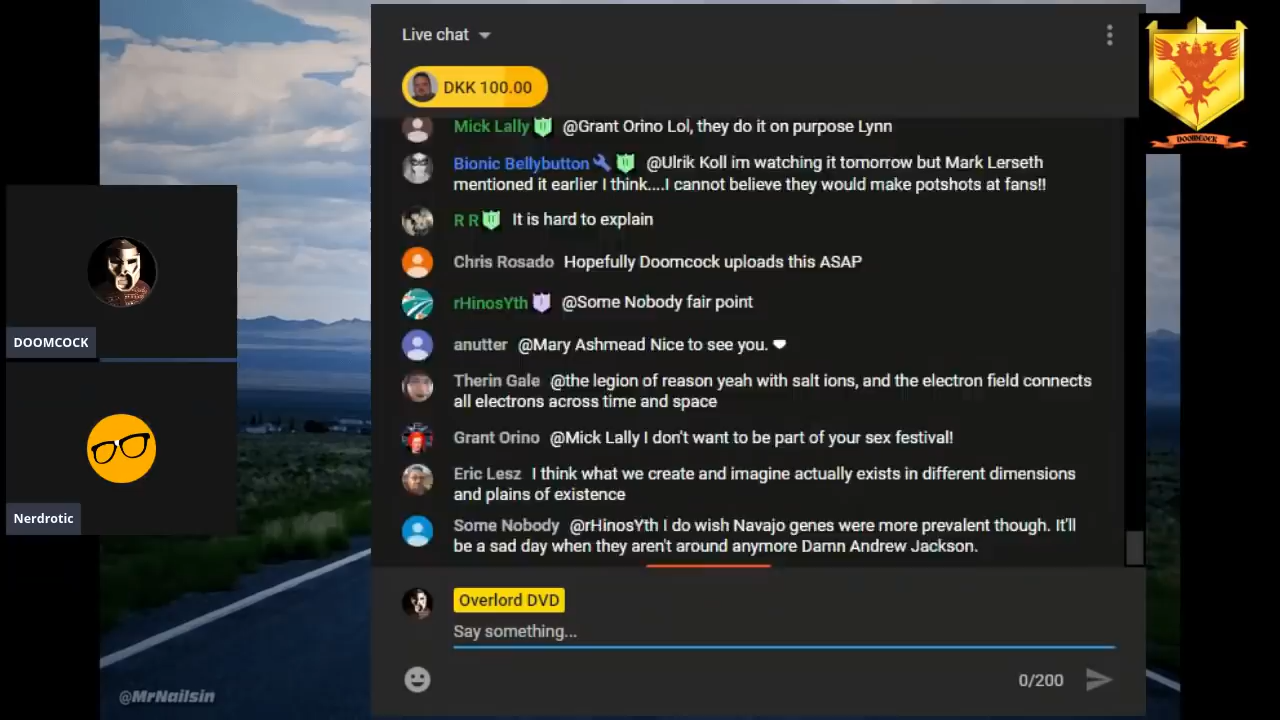 Live chat
DKK 100.00
Mick Lally @Grant Orino Lol, they do it on purpose Lynn
Bionic Bellybutton @Ulrik Koll im watching it tomorrow but Mark Lerseth
mentioned it earlier I think....I cannot believe they would make potshots at fans!!
R R It is hard to explain
Chris Rosado Hopefully Doomcock uploads this ASAP
rHinosYth @Some Nobody fair point
anutter @Mary Ashmead Nice to see you.
Therin Gale @the legion of reason yeah with salt ions, and the electron field connects
all electrons across time and space
Grant Orino @Mick Lally I don't want to be part of your sex festival!
Eric Lesz I think what we create and imagine actually exists in different dimensions
and plains of existence
Some Nobody @rHinosYth I do wish Navajo genes were more prevalent though. It'll
be a sad day when they aren't around anymore Damn Andrew Jackson.
Overlord DVD
Say something...
0/200
DOOMCOCK
Nerdrotic
DOOMCOCK
@MrNailsin